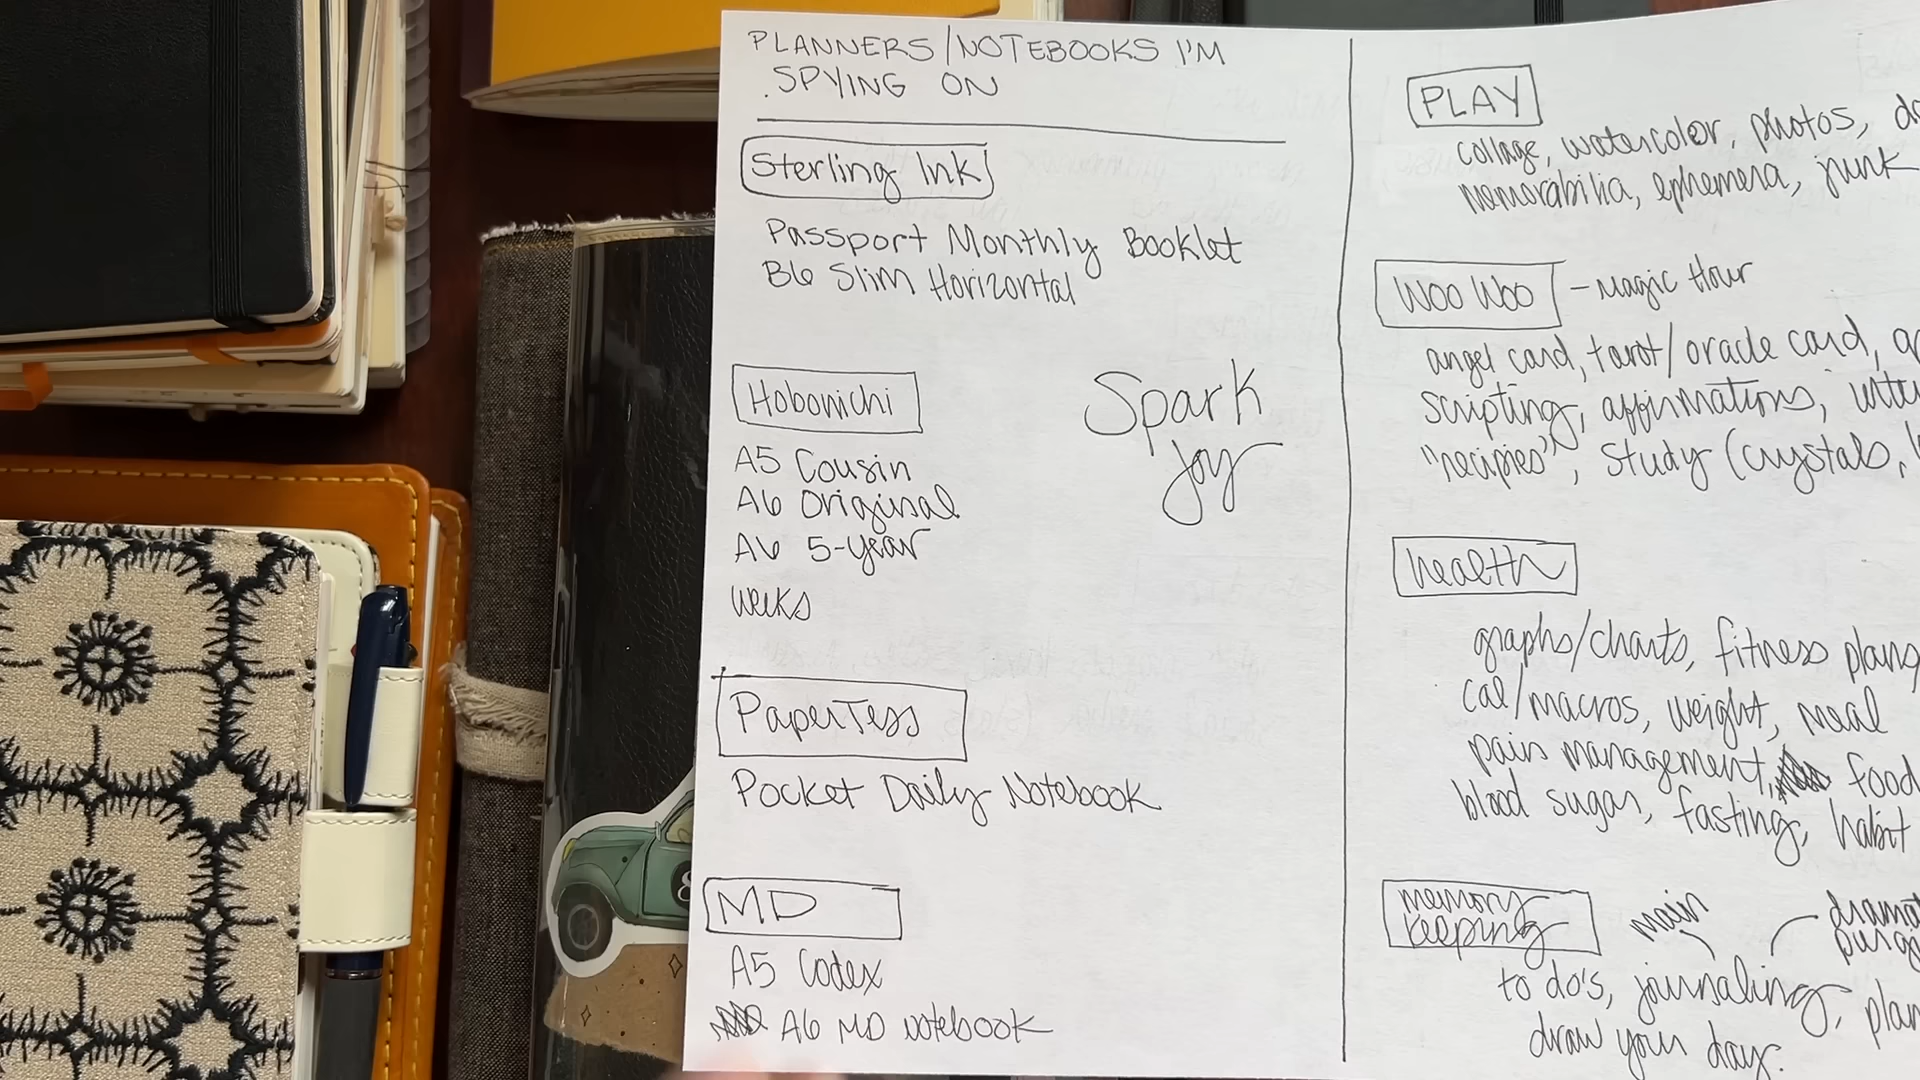 PLANNERS/NOTEBOOKS I'M
SPYING ON
Sterling Ink
Passport Monthly Booklet
B6 Slim Horizontal
Hobonichi
A5 Cousin
A6 Original
A6 5-year
Weeks
Spark
Joy
PaperTess
Pocket Daily Notebook
MD
A5 Codex
A6 MD Notebook
PLAY
collage, watercolor, photos,
memorabilia, ephemera, junk
Woo Woo - Magic Hour
angel card, tarot/oracle card,
scripting, affirmations,
"recipies", study (crystals,
health
graphs/charts, fitness plans,
cal/macros, weight, meal
pain management, food
blood sugar, fasting, habit
memory
keeping
main
to do's, journaling, plan
draw your day.
8